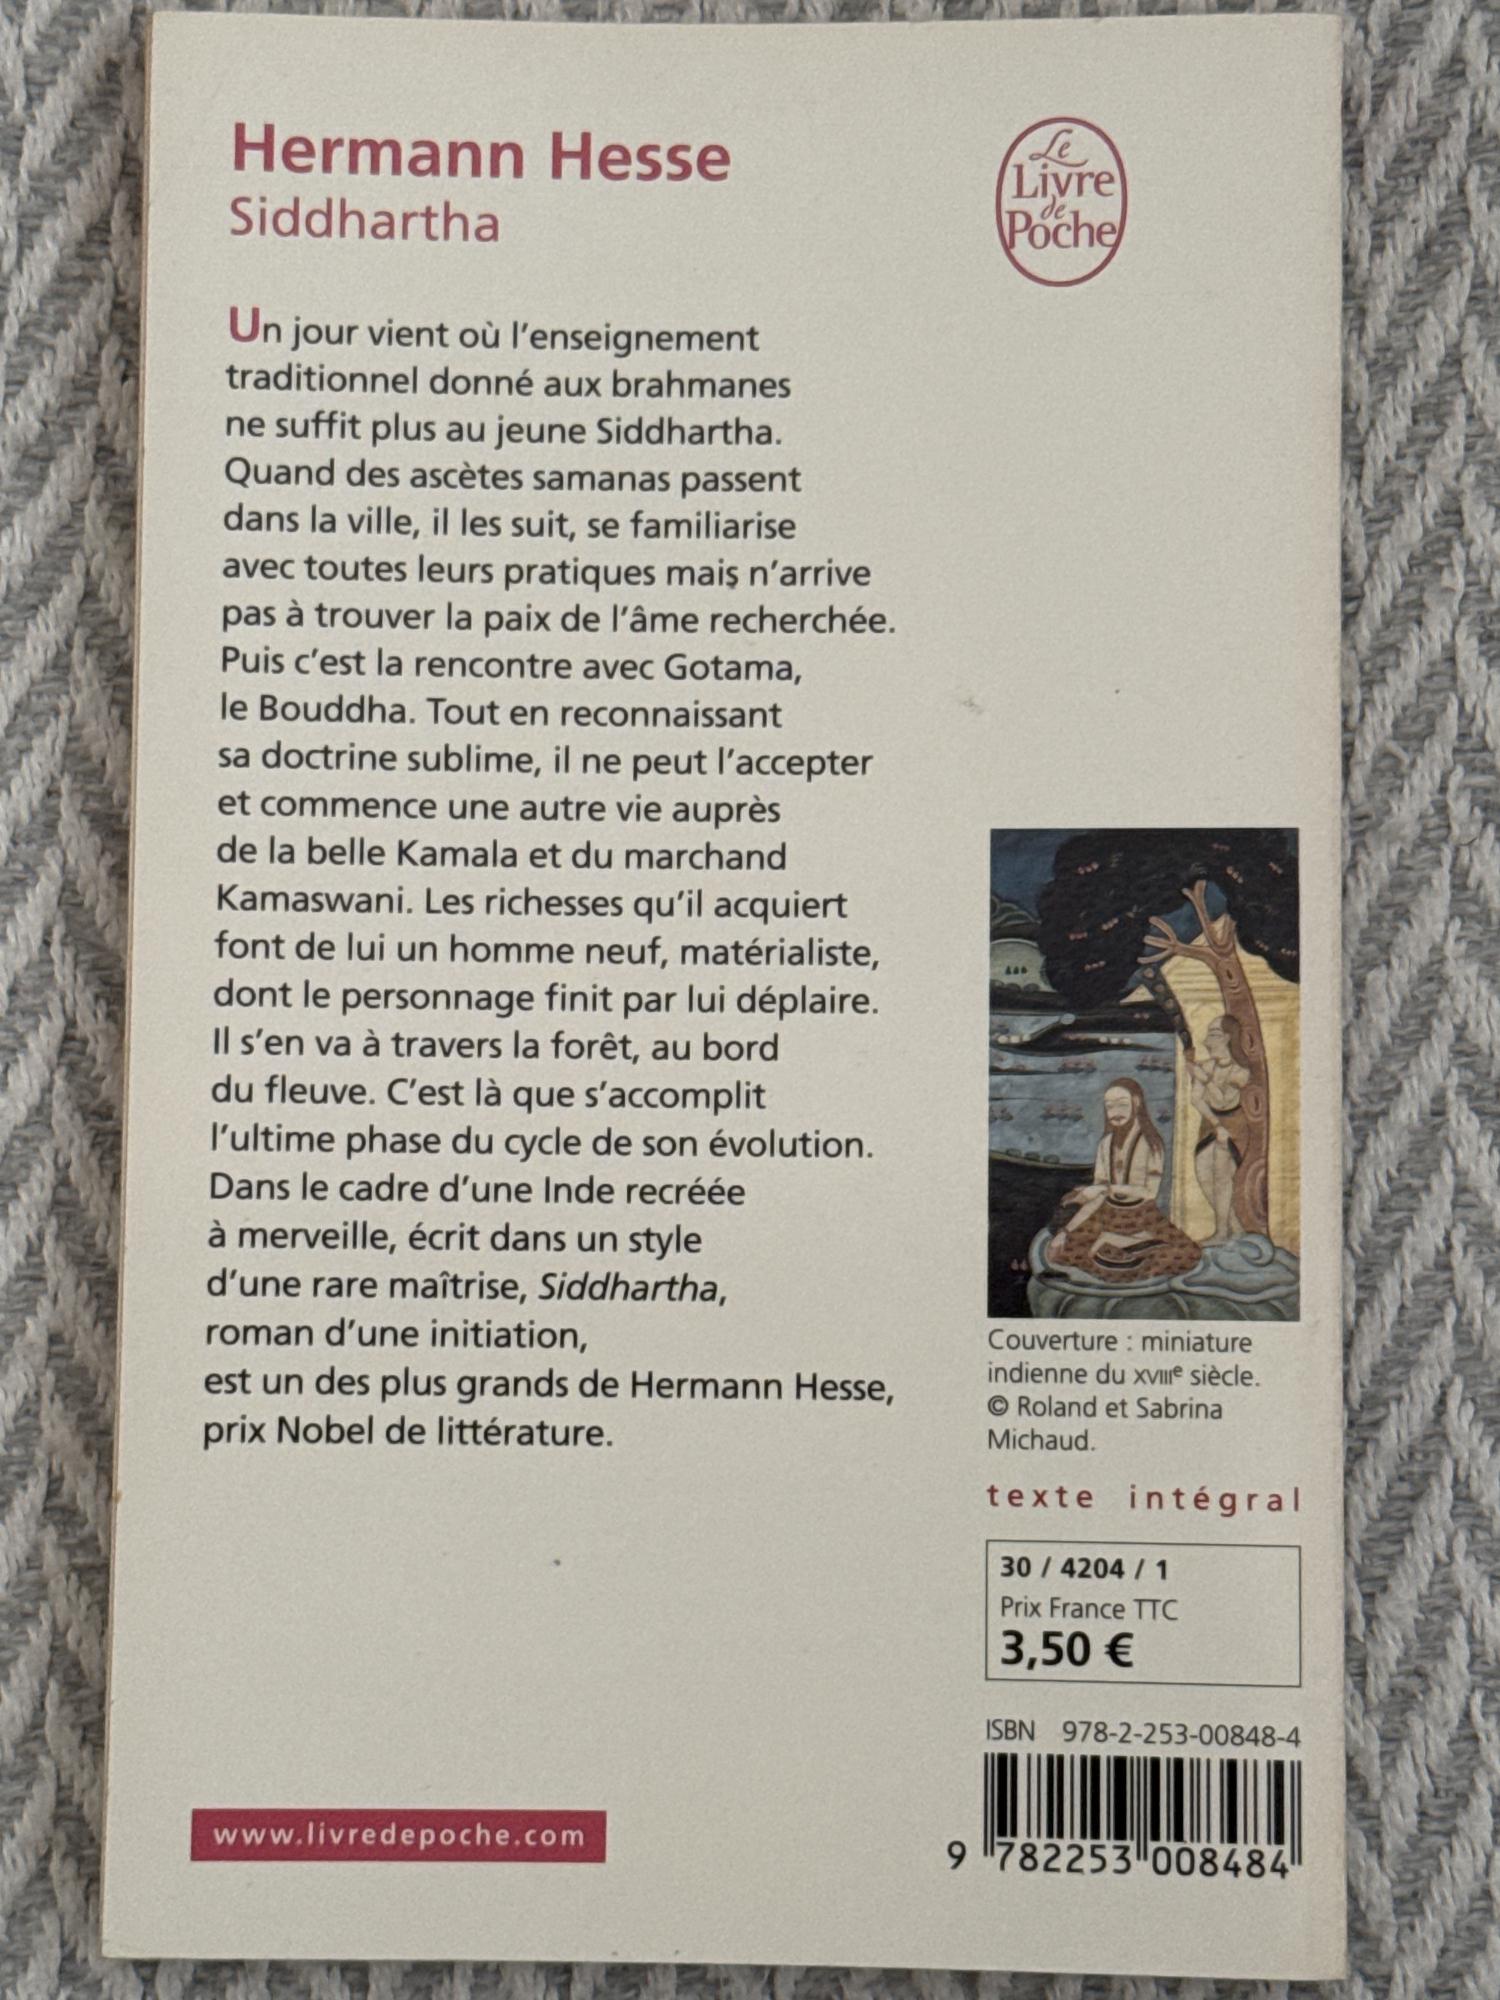 Hermann Hesse
Siddhartha
Le
Livre
de
Poche
Un jour vient où l'enseignement
traditionnel donné aux brahmanes
ne suffit plus au jeune Siddhartha.
Quand des ascètes samanas passent
dans la ville, il les suit, se familiarise
avec toutes leurs pratiques mais n'arrive
pas à trouver la paix de l'âme recherchée.
Puis c'est la rencontre avec Gotama,
le Bouddha. Tout en reconnaissant
sa doctrine sublime, il ne peut l'accepter
et commence une autre vie auprès
de la belle Kamala et du marchand
Kamaswani. Les richesses qu'il acquiert
font de lui un homme neuf, matérialiste,
dont le personnage finit par lui déplaire.
Il s'en va à travers la forêt, au bord
du fleuve. C'est là que s'accomplit
l'ultime phase du cycle de son évolution.
Dans le cadre d'une Inde recréée
à merveille, écrit dans un style
d'une rare maîtrise, Siddhartha,
roman d'une initiation,
est un des plus grands de Hermann Hesse,
prix Nobel de littérature.
Couverture : miniature
indienne du XVIIIe siècle.
© Roland et Sabrina
Michaud.
texte intégral
30 / 4204 / 1
Prix France TTC
3,50 €
ISBN 978-2-253-00848-4
9 782253 008484
www.livredepoche.com